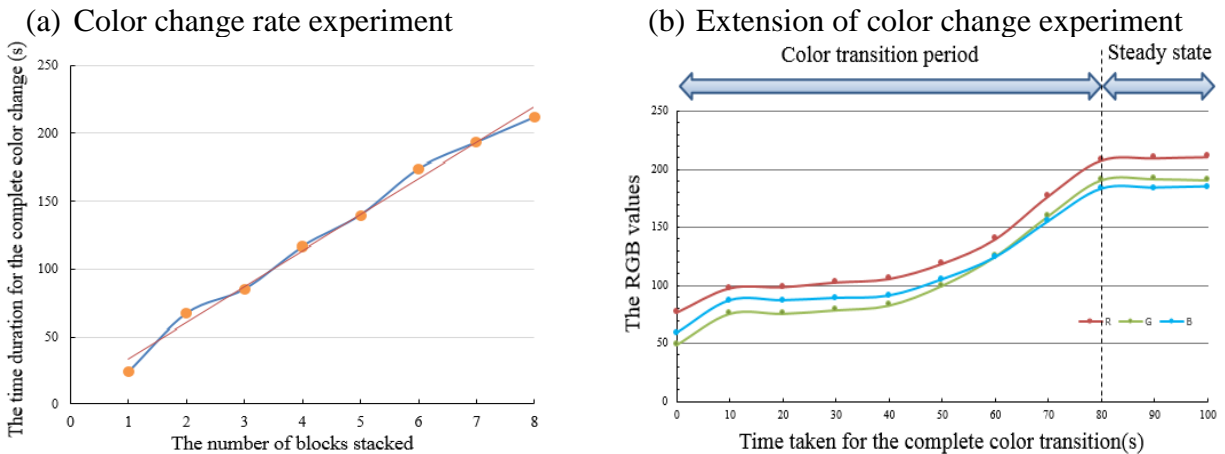 (a) Color change rate experiment
The time duration for the complete color change (s)
250
200
150
100
50
0
0 1 2 3 4 5 6 7 8
The number of blocks stacked
(b) Extension of color change experiment
Color transition period Steady state
The RGB values
250
200
150
100
50
0
R G B
0 10 20 30 40 50 60 70 80 90 100
Time taken for the complete color transition(s)